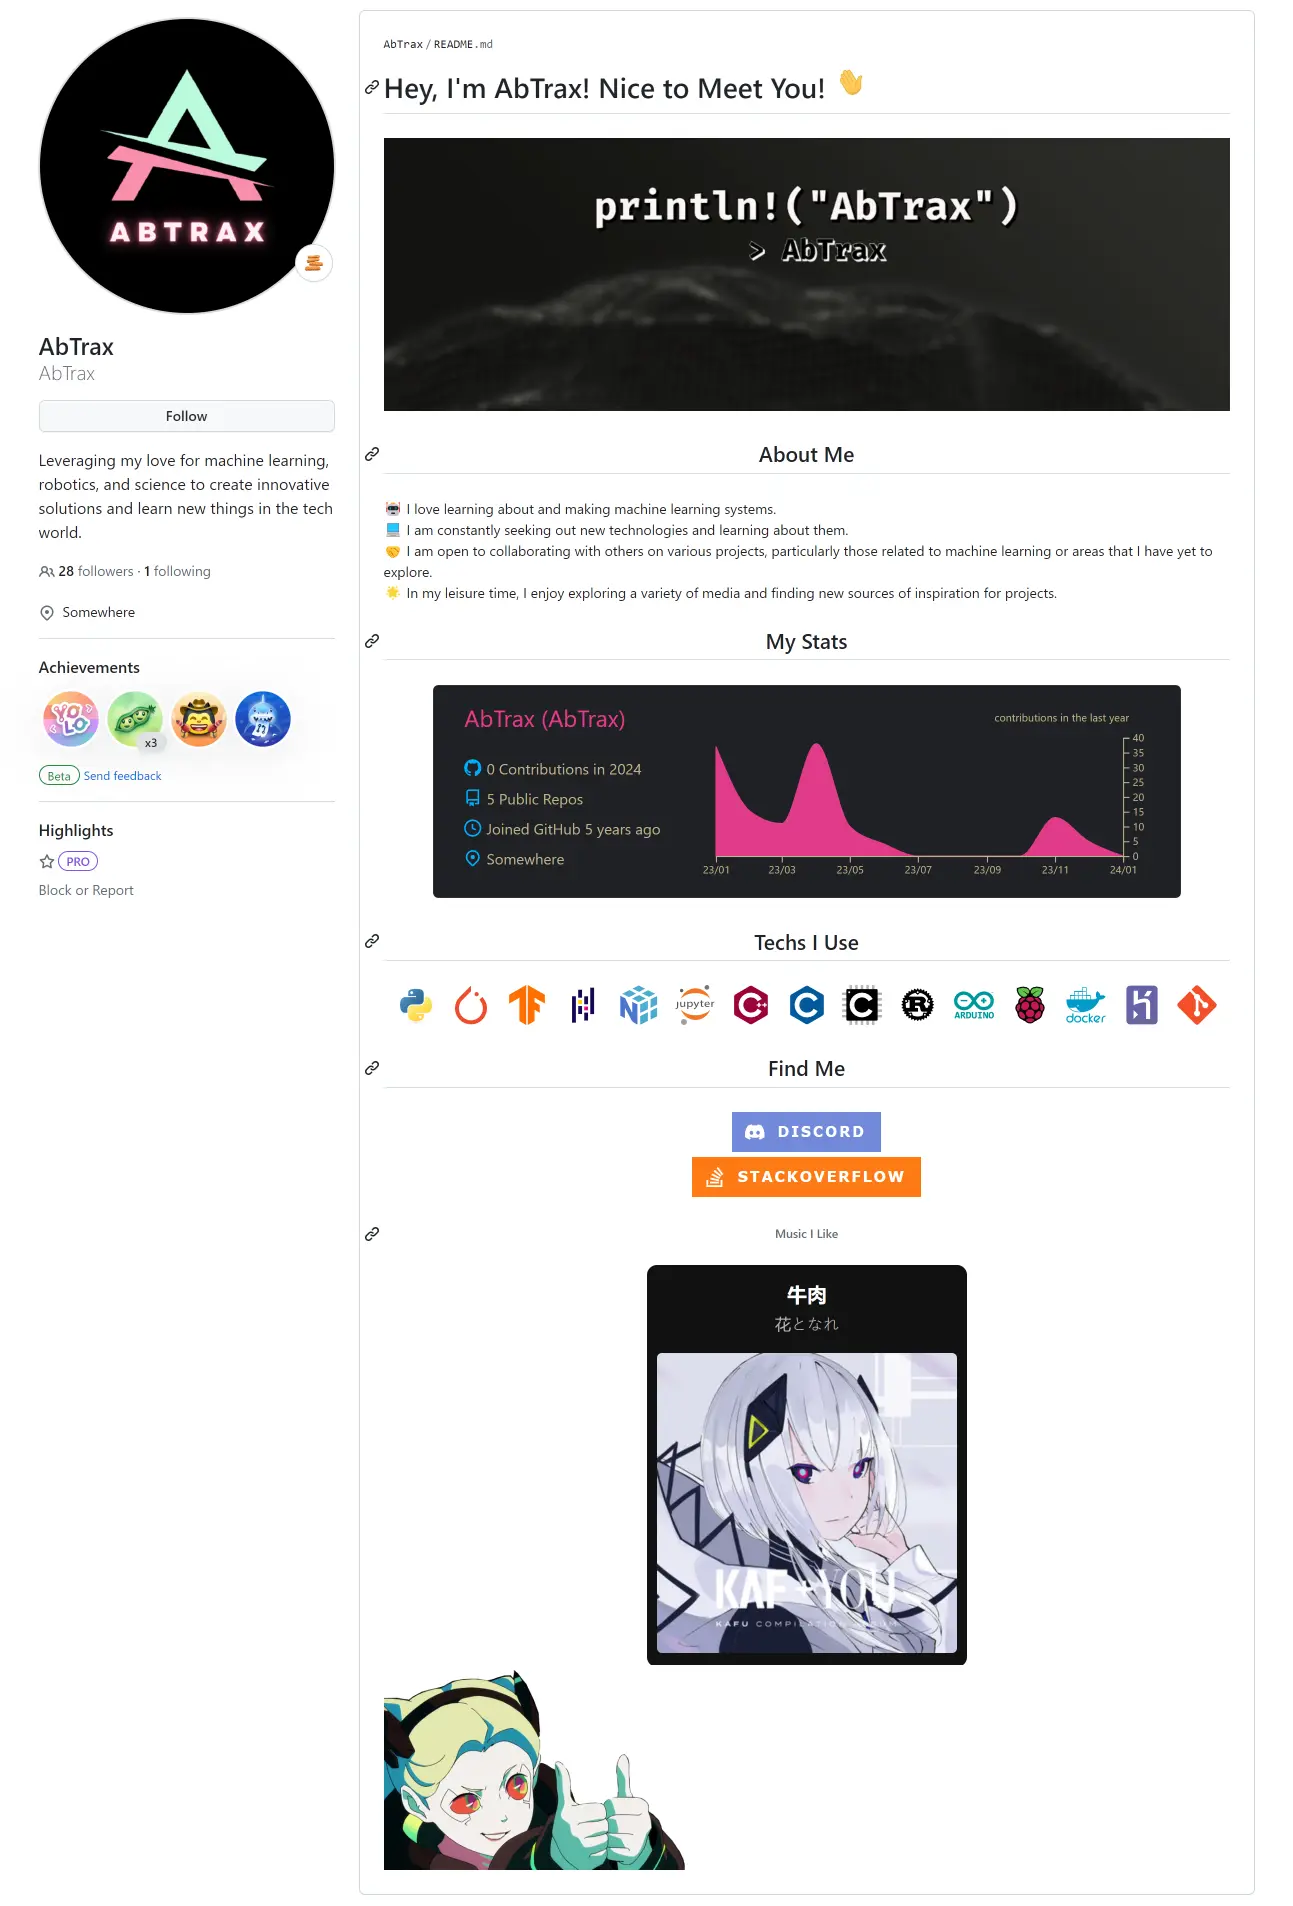 ABTRAX
AbTrax
AbTrax
Follow
Leveraging my love for machine learning,
robotics, and science to create innovative
solutions and learn new things in the tech
world.
28 followers · 1 following
Somewhere
Achievements
YOLO
x3
Beta Send feedback
Highlights
PRO
Block or Report
AbTrax / README.md
Hey, I'm AbTrax! Nice to Meet You! 👋
println!("AbTrax")
> AbTrax
About Me
🤖 I love learning about and making machine learning systems.
💻 I am constantly seeking out new technologies and learning about them.
🤝 I am open to collaborating with others on various projects, particularly those related to machine learning or areas that I have yet to
explore.
🌟 In my leisure time, I enjoy exploring a variety of media and finding new sources of inspiration for projects.
My Stats
AbTrax (AbTrax)
contributions in the last year
0 Contributions in 2024
5 Public Repos
Joined GitHub 5 years ago
Somewhere
40
35
30
25
20
15
10
5
0
23/01 23/03 23/05 23/07 23/09 23/11 24/01
Techs I Use
jupyter
C++
C
C
R
ARDUINO
docker
Find Me
DISCORD
STACKOVERFLOW
Music I Like
牛肉
花となれ
KAF+YOU
KAFU COMPILATION ALBUM